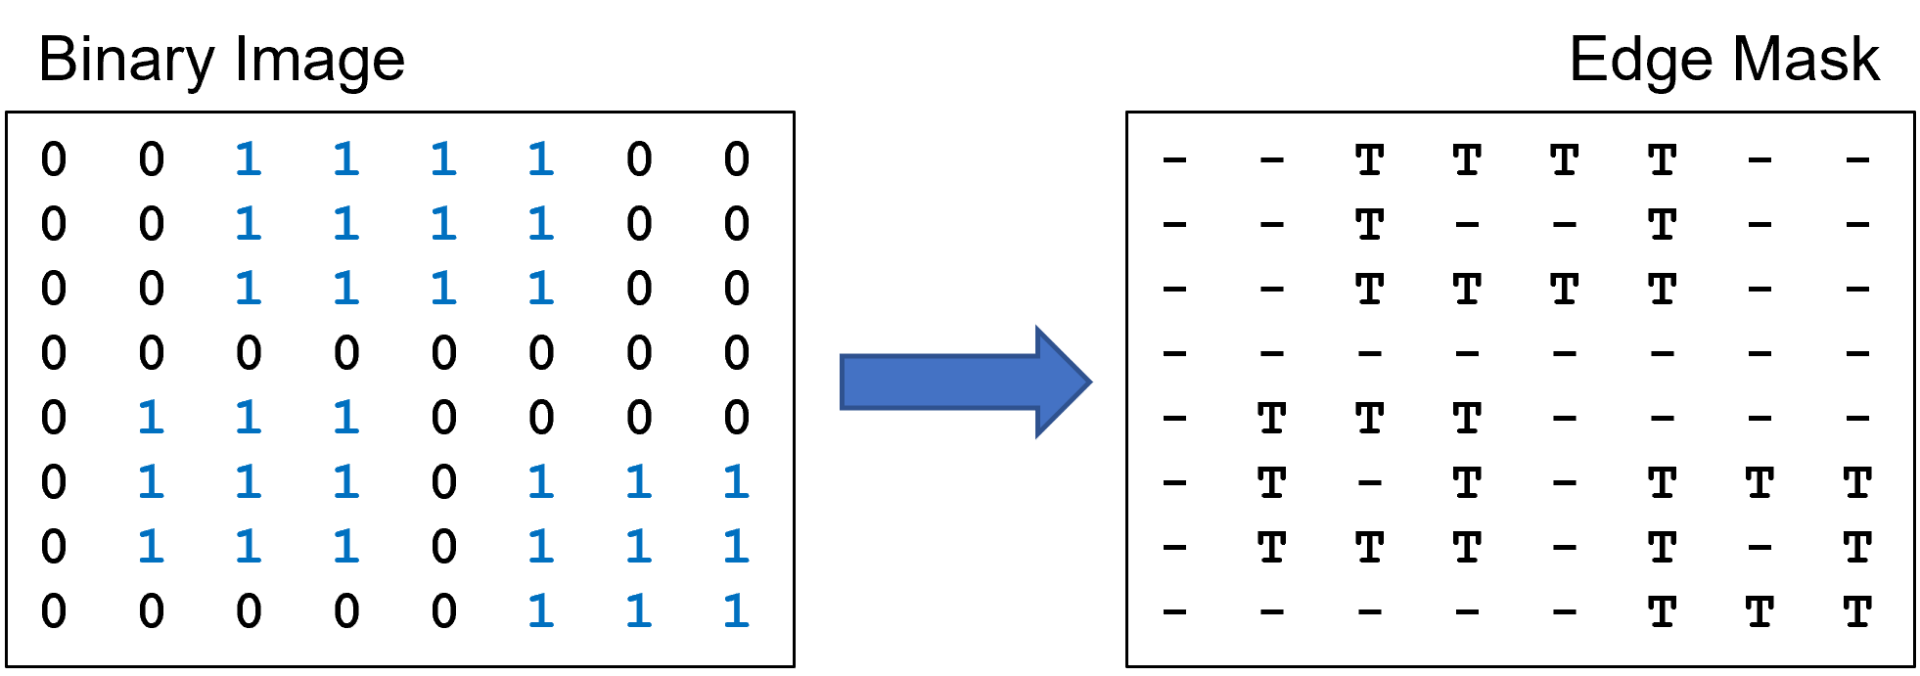 Binary Image
Edge Mask
0 0 1 1 1 1 0 0
0 0 1 1 1 1 0 0
0 0 1 1 1 1 0 0
0 0 0 0 0 0 0 0
0 1 1 1 0 0 0 0
0 1 1 1 0 1 1 1
0 1 1 1 0 1 1 1
0 0 0 0 0 1 1 1
- - T T T T - -
- - T - - T - -
- - T T T T - -
- - - - - - - -
- T T T - - - -
- T - T - T T T
- T T T - T - T
- - - - - T T T